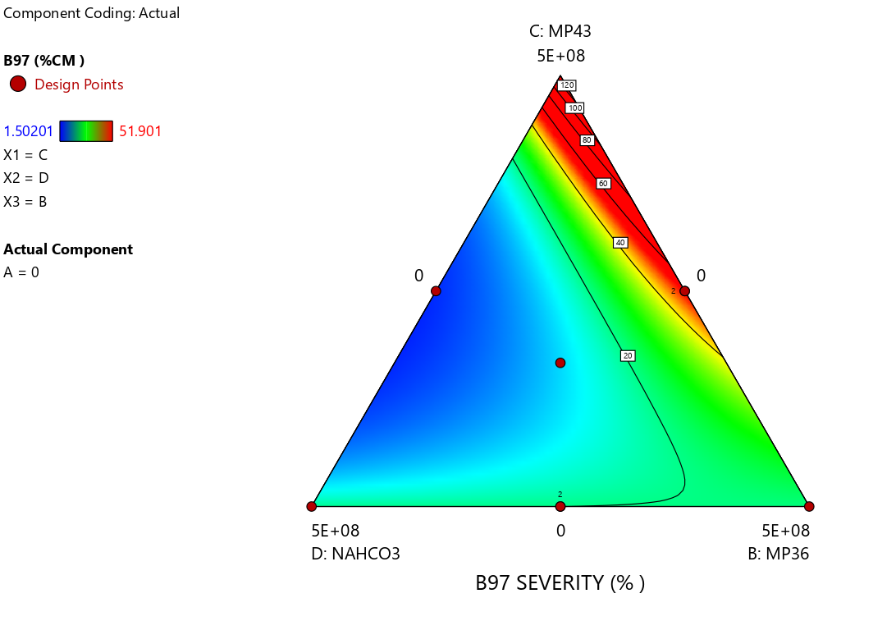 Component Coding: Actual
B97 (%CM )
Design Points
1.50201 51.901
X1 = C
X2 = D
X3 = B
Actual Component
A = 0
C: MP43
5E+08
120
100
80
60
40
0 0
2
20
2
5E+08 0 5E+08
D: NAHCO3 B: MP36
B97 SEVERITY (% )